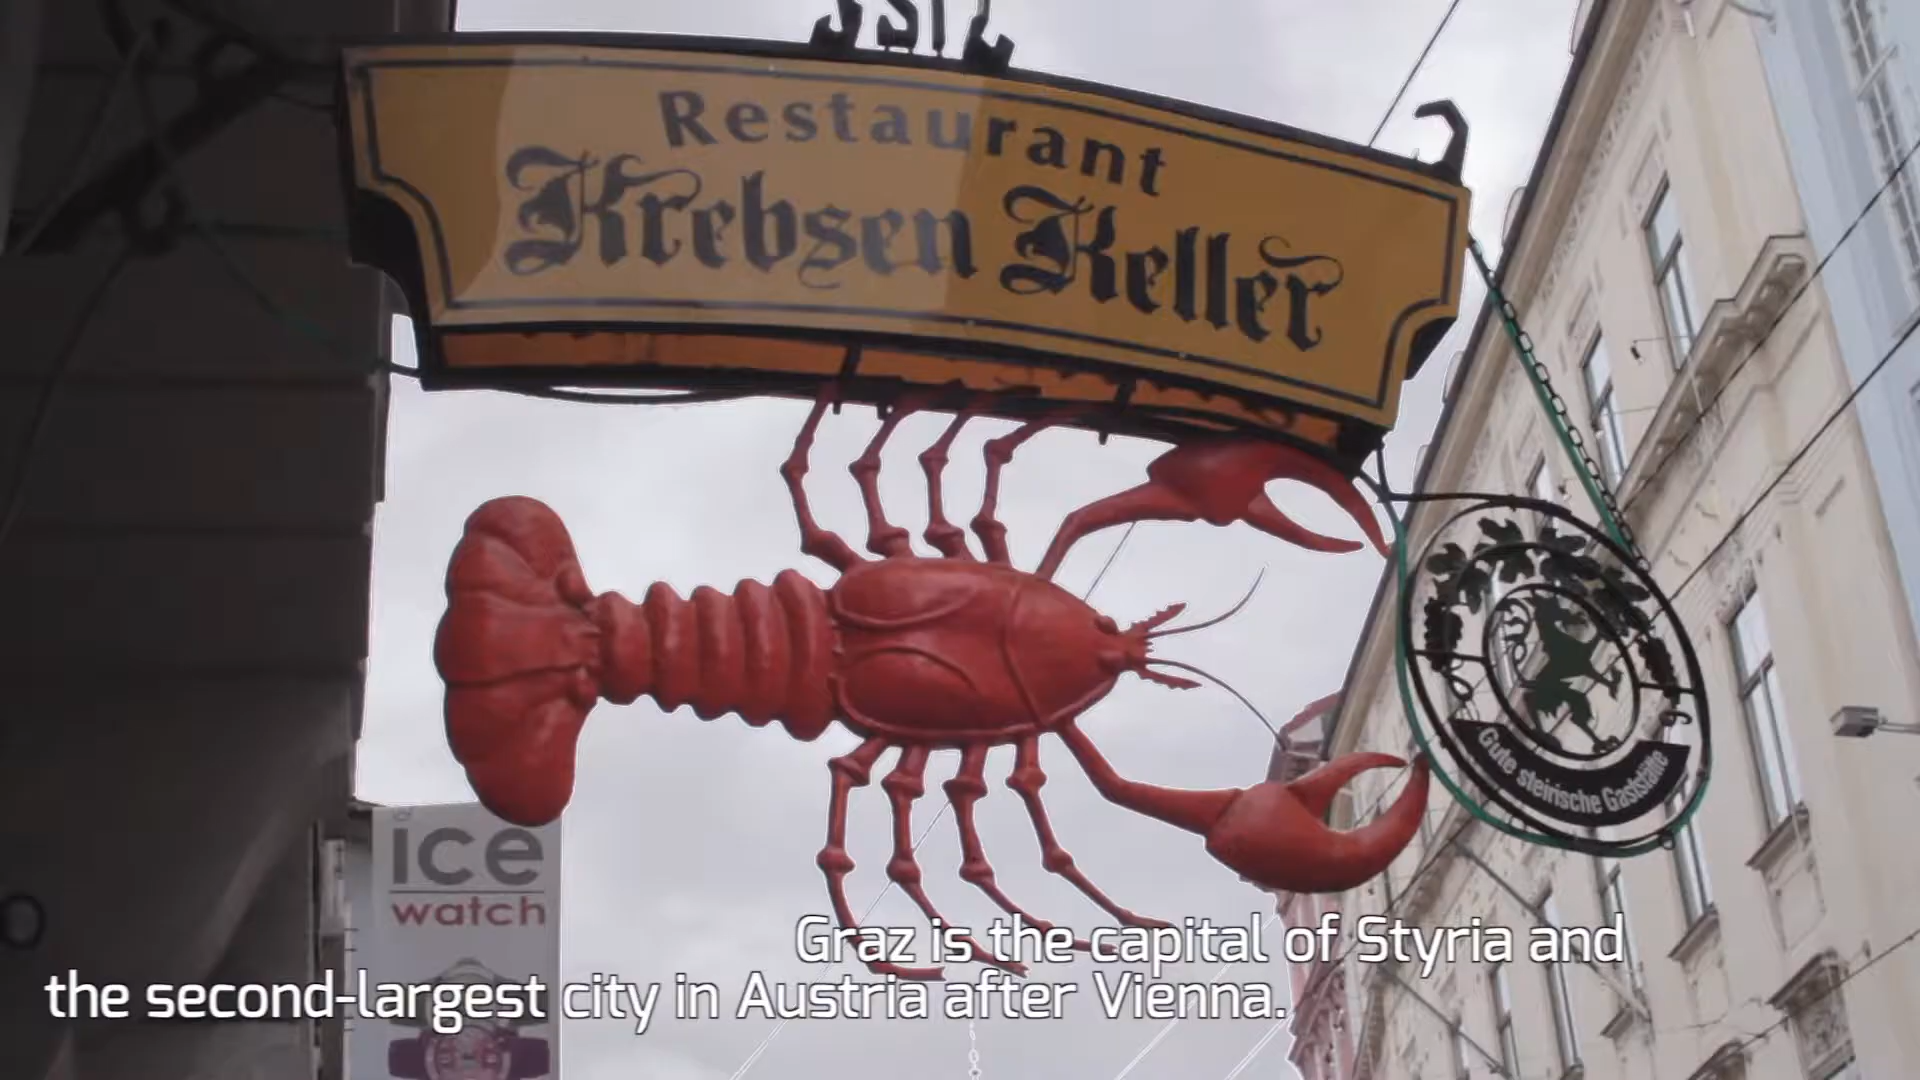 Restaurant
Krebsen Keller
Gute steirische Gaststätte
ice
watch
Graz is the capital of Styria and
the second-largest city in Austria after Vienna.